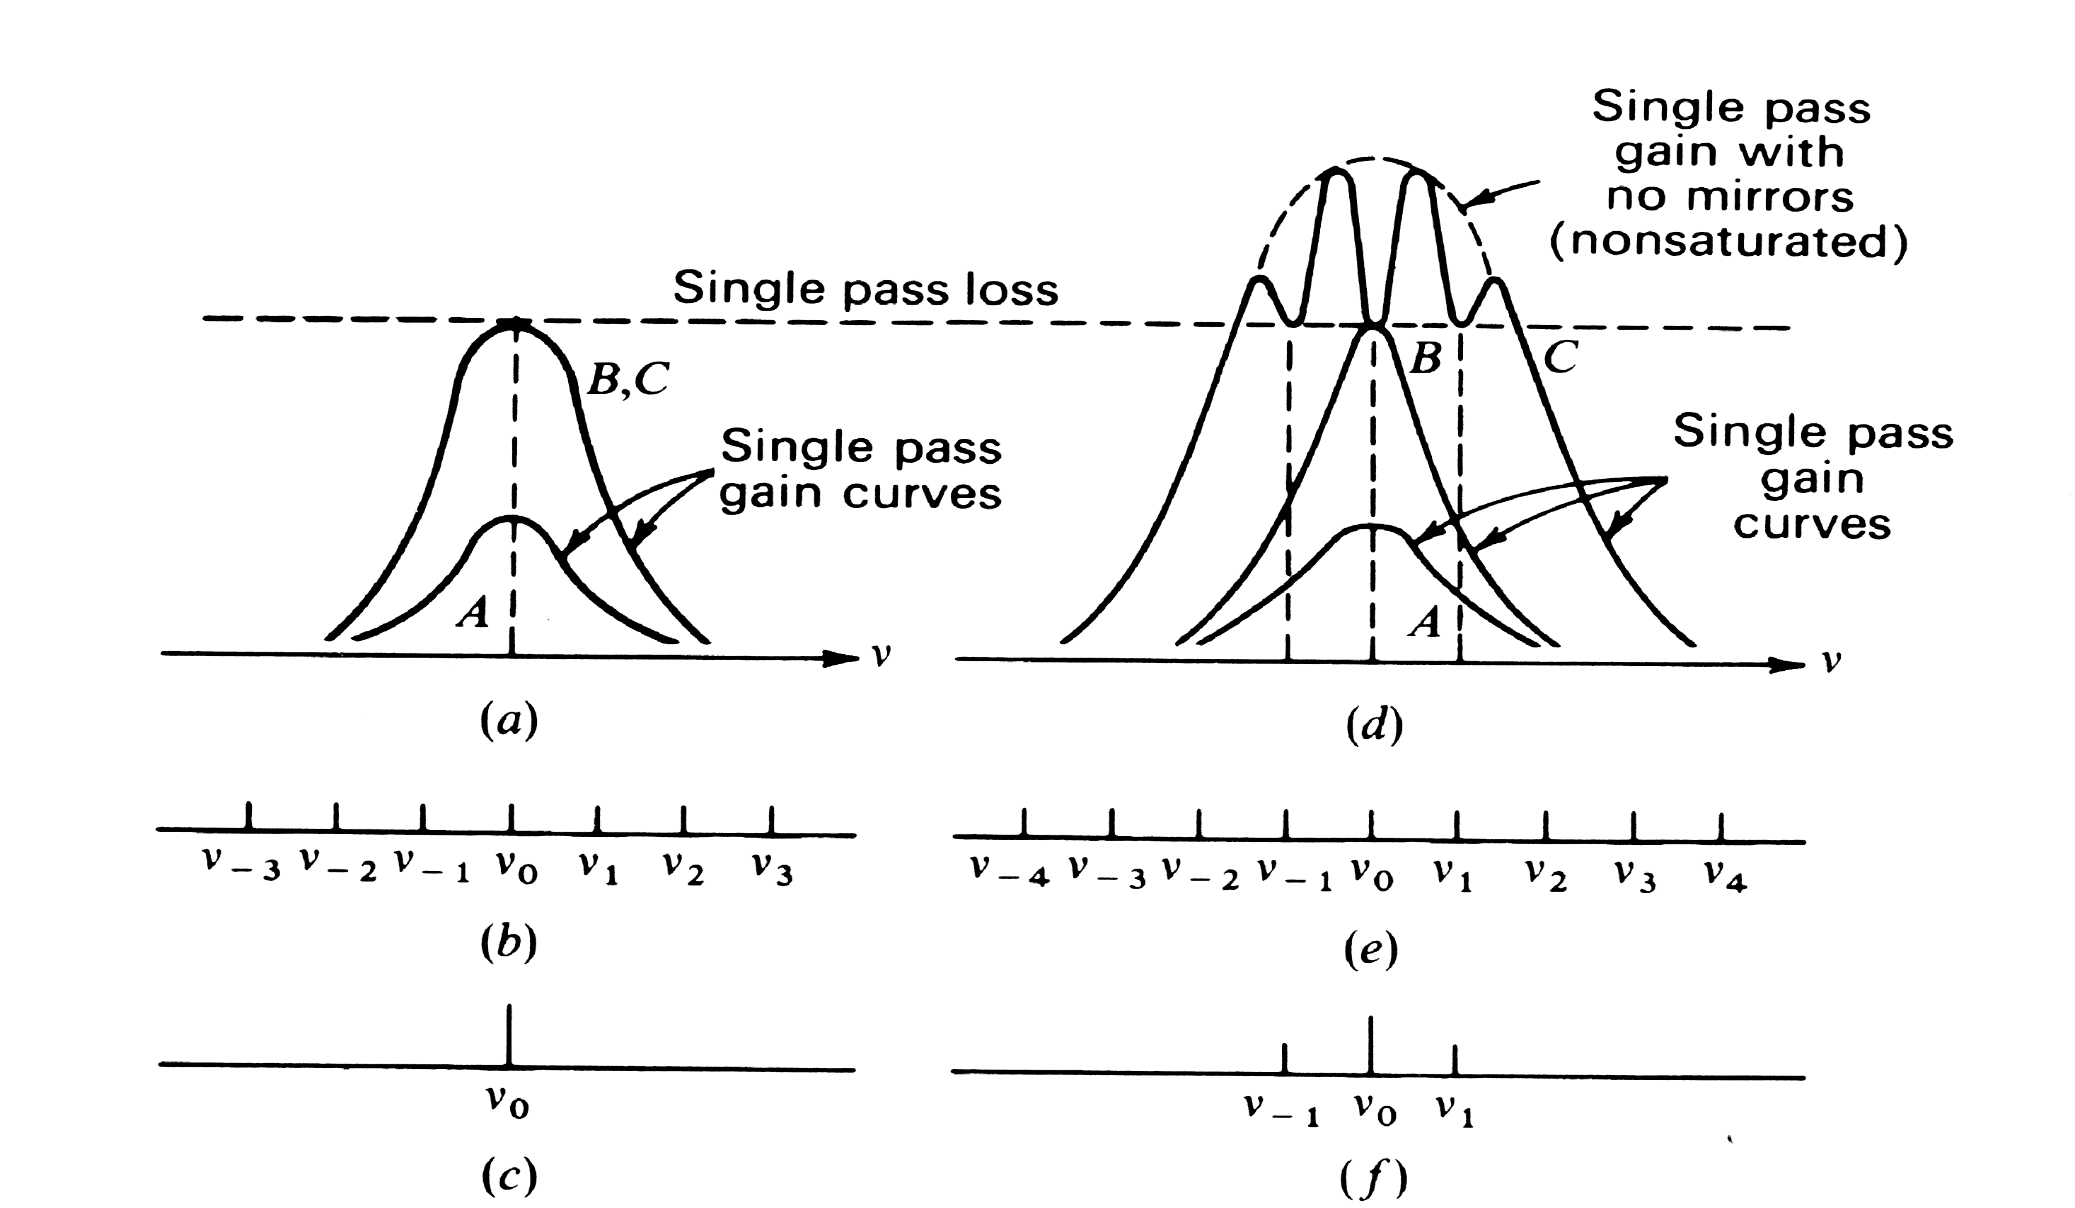 Single pass
gain with
no mirrors
(nonsaturated)
Single pass loss
B,C
B
C
Single pass
gain curves
Single pass
gain
curves
A
A
ν
ν
(a)
(d)
ν₋₃ ν₋₂ ν₋₁ ν₀ ν₁ ν₂ ν₃
ν₋₄ ν₋₃ ν₋₂ ν₋₁ ν₀ ν₁ ν₂ ν₃ ν₄
(b)
(e)
ν₀
ν₋₁ ν₀ ν₁
(c)
(f)